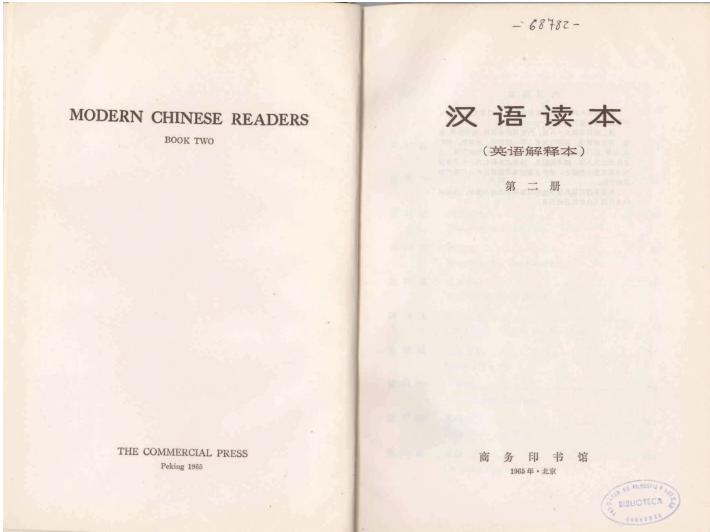 MODERN CHINESE READERS
BOOK TWO
THE COMMERCIAL PRESS
Peking 1965
— 68782 —
汉语读本
(英语解释本)
第二册
商务印书馆
1965年·北京
BIBLIOTECA